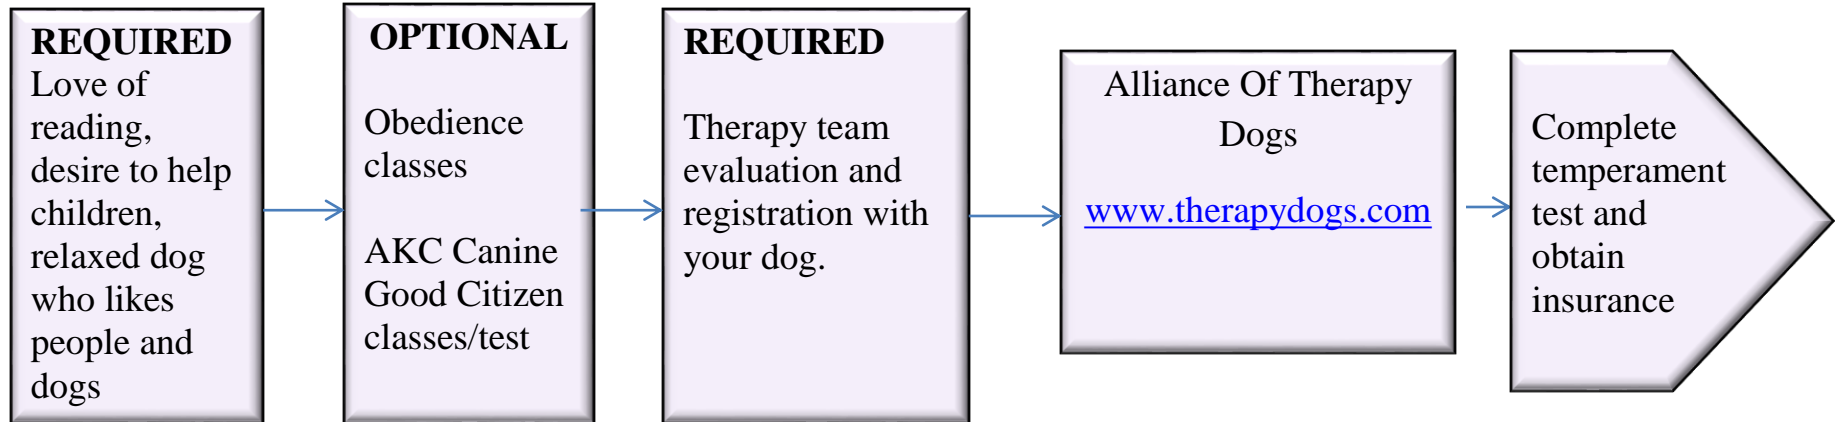 REQUIRED
Love of
reading,
desire to help
children,
relaxed dog
who likes
people and
dogs
OPTIONAL
Obedience
classes
AKC Canine
Good Citizen
classes/test
REQUIRED
Therapy team
evaluation and
registration with
your dog.
Alliance Of Therapy
Dogs
www.therapydogs.com
Complete
temperament
test and
obtain
insurance